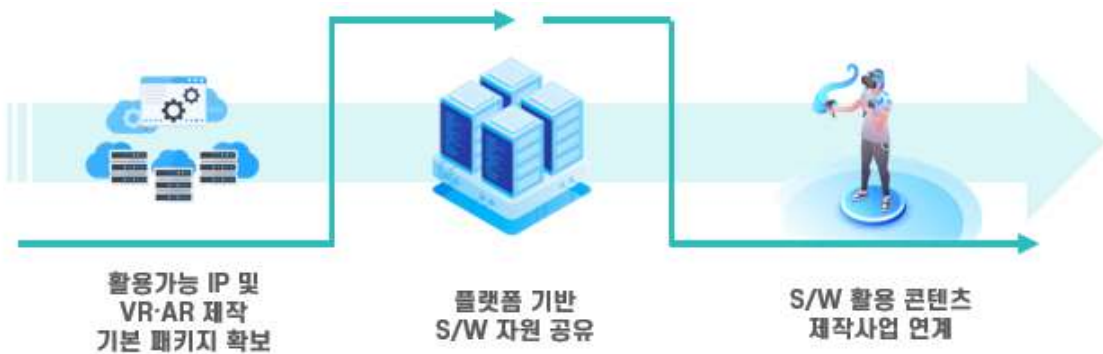 활용가능 IP 및
VR·AR 제작
기본 패키지 확보
플랫폼 기반
S/W 자원 공유
S/W 활용 콘텐츠
제작사업 연계